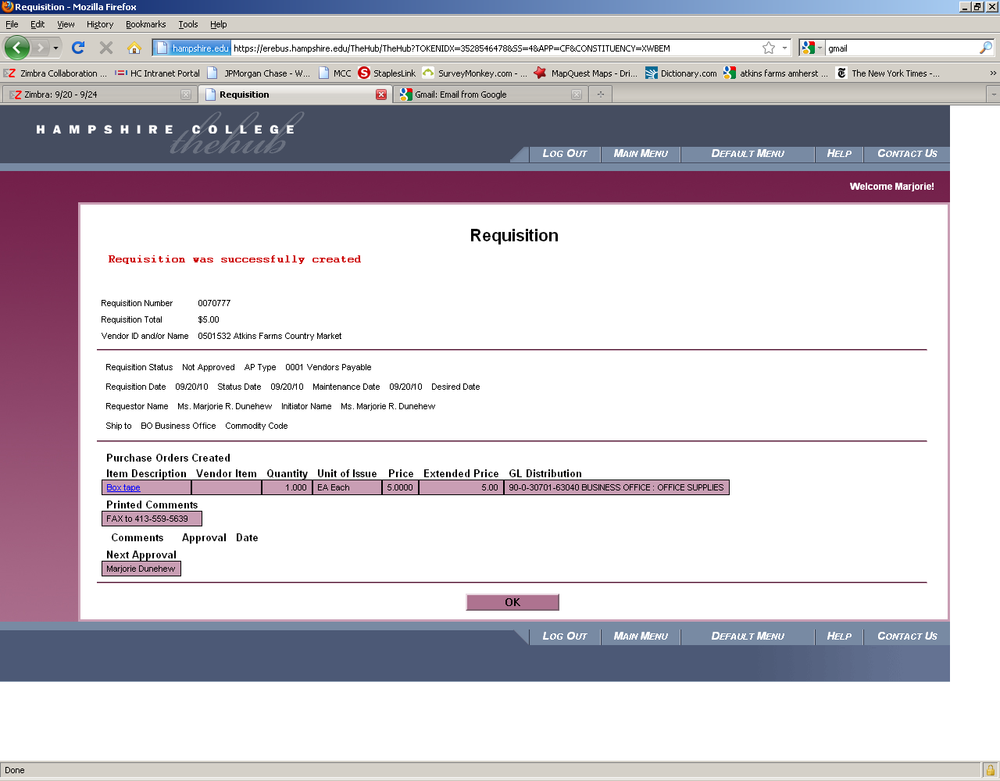 Requisition - Mozilla Firefox
File Edit View History Bookmarks Tools Help
hampshire.edu https://erebus.hampshire.edu/TheHub/TheHub?TOKENIDX=3528546478&SS=4&APP=CF&CONSTITUENCY=XWBEM gmail
Zimbra Collaboration ... HC Intranet Portal JPMorgan Chase - W... MCC StaplesLink SurveyMonkey.com - ... MapQuest Maps - Dri... Dictionary.com atkins farms amherst ... The New York Times -... »
Zimbra: 9/20 - 9/24 Requisition Gmail: Email from Google
HAMPSHIRE COLLEGE
thehub
LOG OUT MAIN MENU DEFAULT MENU HELP CONTACT US
Welcome Marjorie!
Requisition
Requisition was successfully created
Requisition Number 0070777
Requisition Total $5.00
Vendor ID and/or Name 0501532 Atkins Farms Country Market
Requisition Status Not Approved AP Type 0001 Vendors Payable
Requisition Date 09/20/10 Status Date 09/20/10 Maintenance Date 09/20/10 Desired Date
Requestor Name Ms. Marjorie R. Dunehew Initiator Name Ms. Marjorie R. Dunehew
Ship to BO Business Office Commodity Code
Purchase Orders Created
Item Description Vendor Item Quantity Unit of Issue Price Extended Price GL Distribution
Box tape 1.000 EA Each 5.0000 5.00 90-0-30701-63040 BUSINESS OFFICE : OFFICE SUPPLIES
Printed Comments
FAX to 413-559-5639
Comments Approval Date
Next Approval
Marjorie Dunehew
OK
LOG OUT MAIN MENU DEFAULT MENU HELP CONTACT US
Done